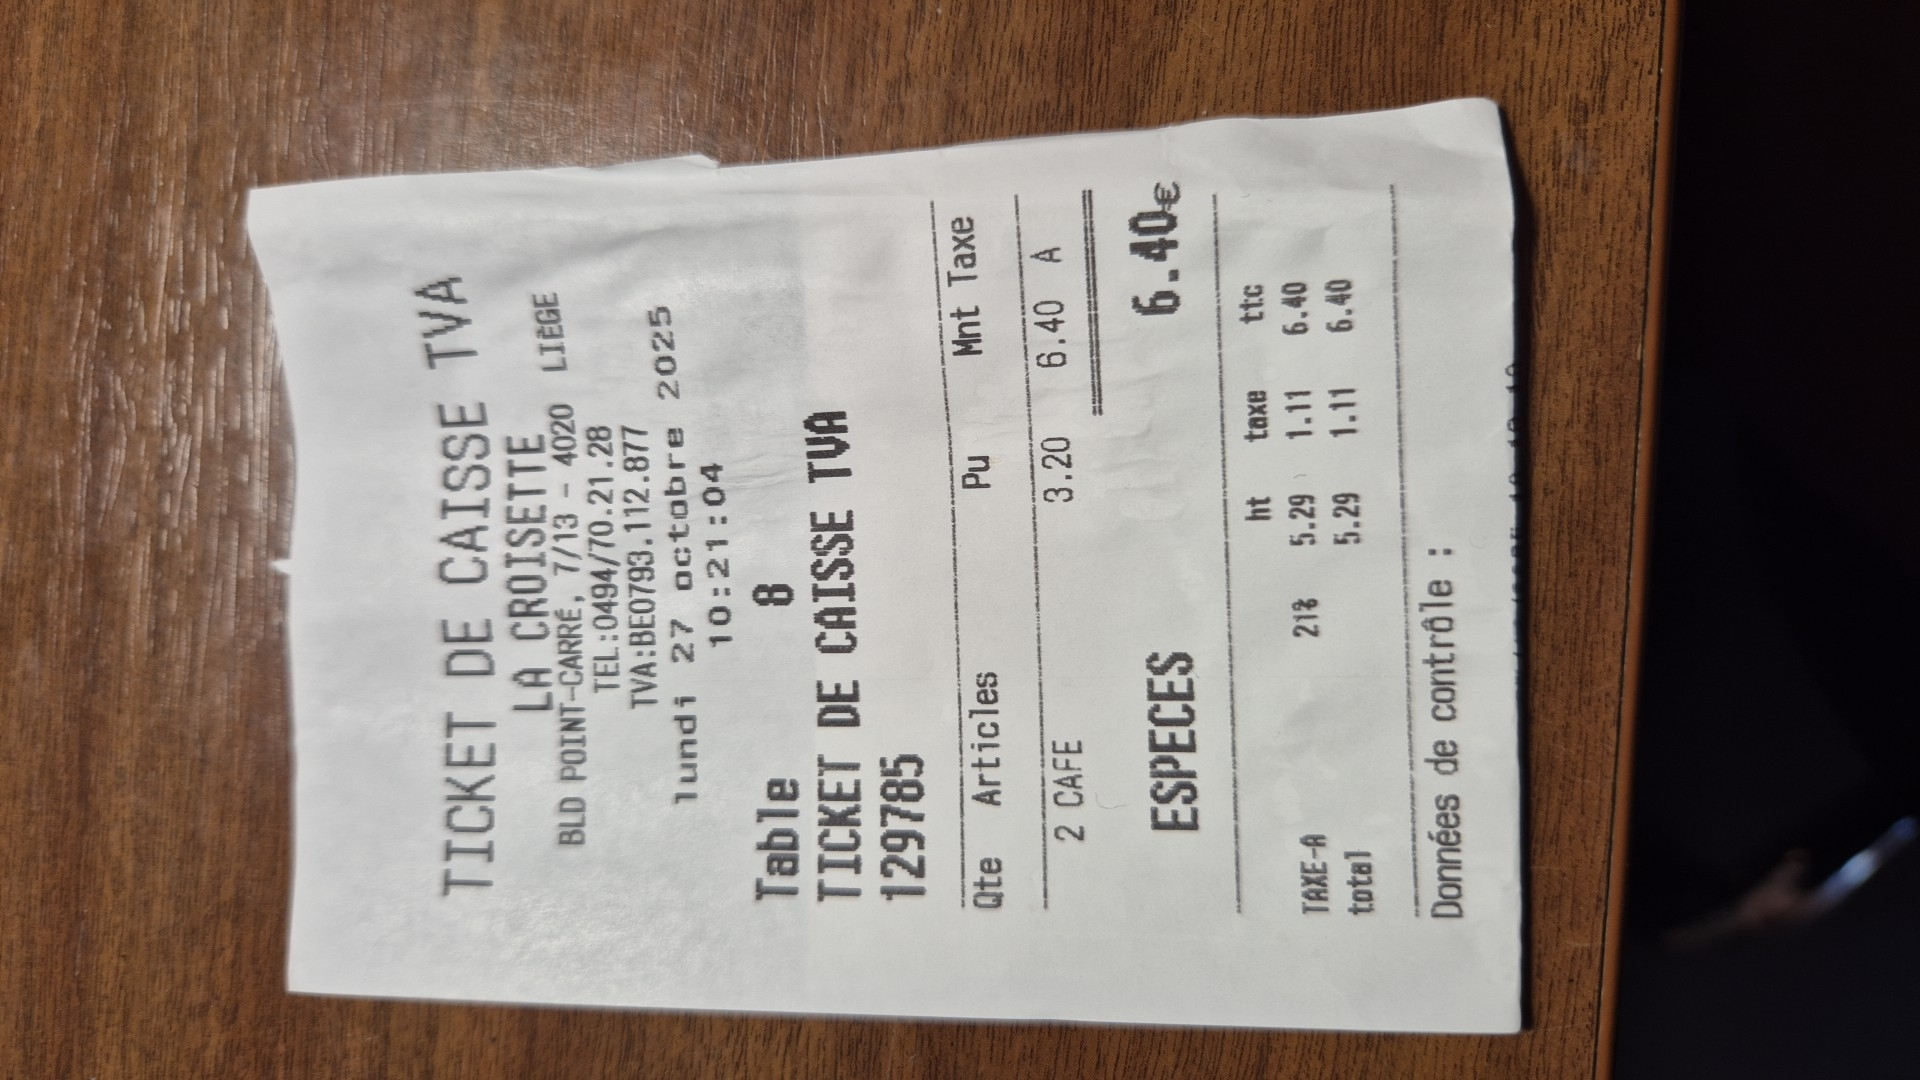 TICKET DE CAISSE TVA
LA CROISETTE
BLD POINT-CARRÉ, 7/13 - 4020 LIÈGE
TEL:0494/70.21.28
TVA:BE0793.112.877
lundi 27 octobre 2025
10:21:04
Table 8
TICKET DE CAISSE TVA
129785
Qte Articles Pu Mnt Taxe
2 CAFE 3.20 6.40 A
ESPECES 6.40€
ht taxe ttc
TAXE-A 21% 5.29 1.11 6.40
total 5.29 1.11 6.40
Données de contrôle :